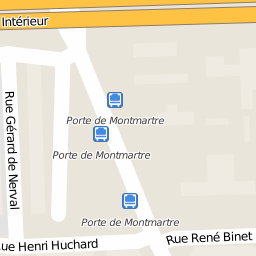 Intérieur
Porte de Montmartre
Porte de Montmartre
Rue Gérard de Nerval
Porte de Montmartre
Rue René Binet
ue Henri Huchard